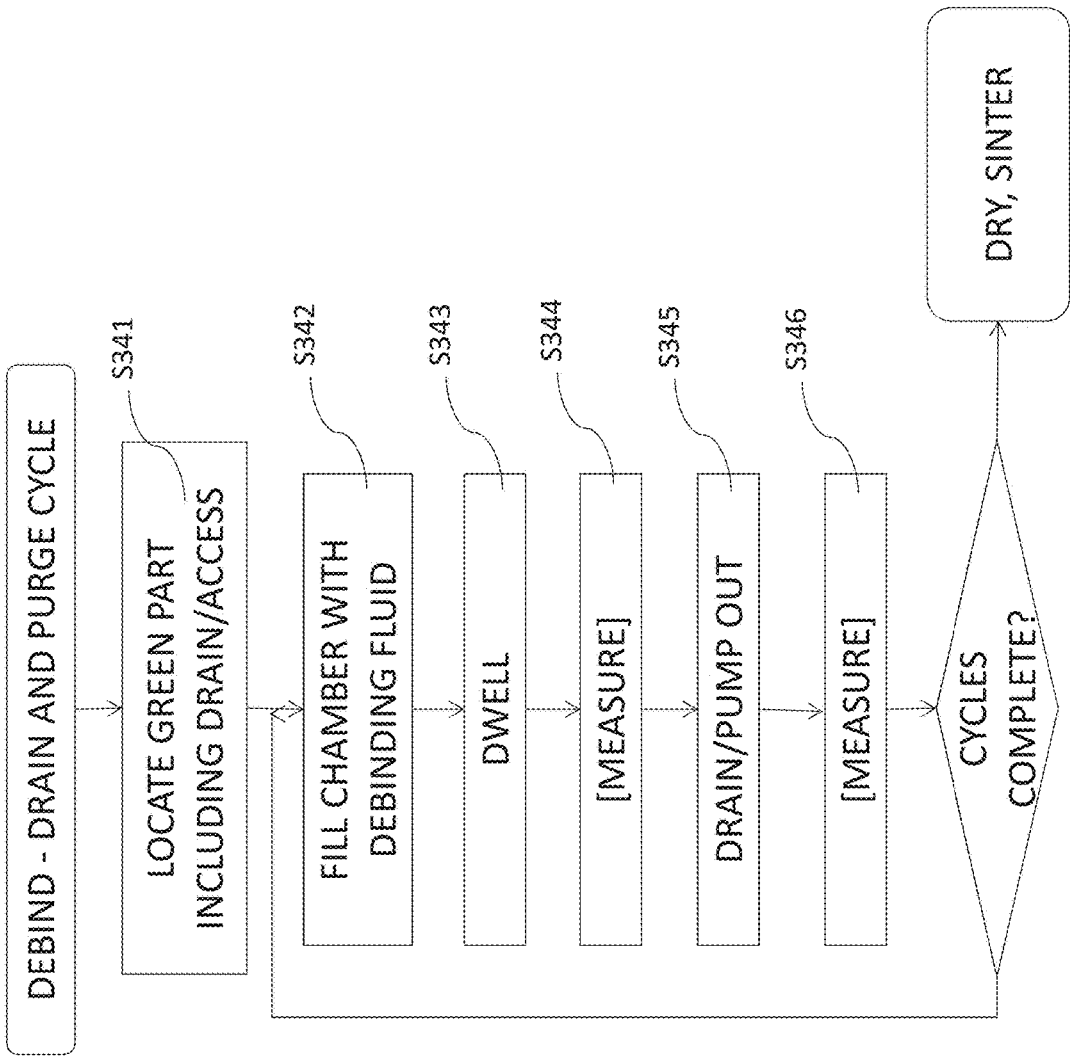 DEBIND - DRAIN AND PURGE CYCLE
S341
LOCATE GREEN PART
INCLUDING DRAIN/ACCESS
S342
FILL CHAMBER WITH
DEBINDING FLUID
S343
DWELL
S344
[MEASURE]
S345
DRAIN/PUMP OUT
S346
[MEASURE]
CYCLES
COMPLETE?
DRY, SINTER